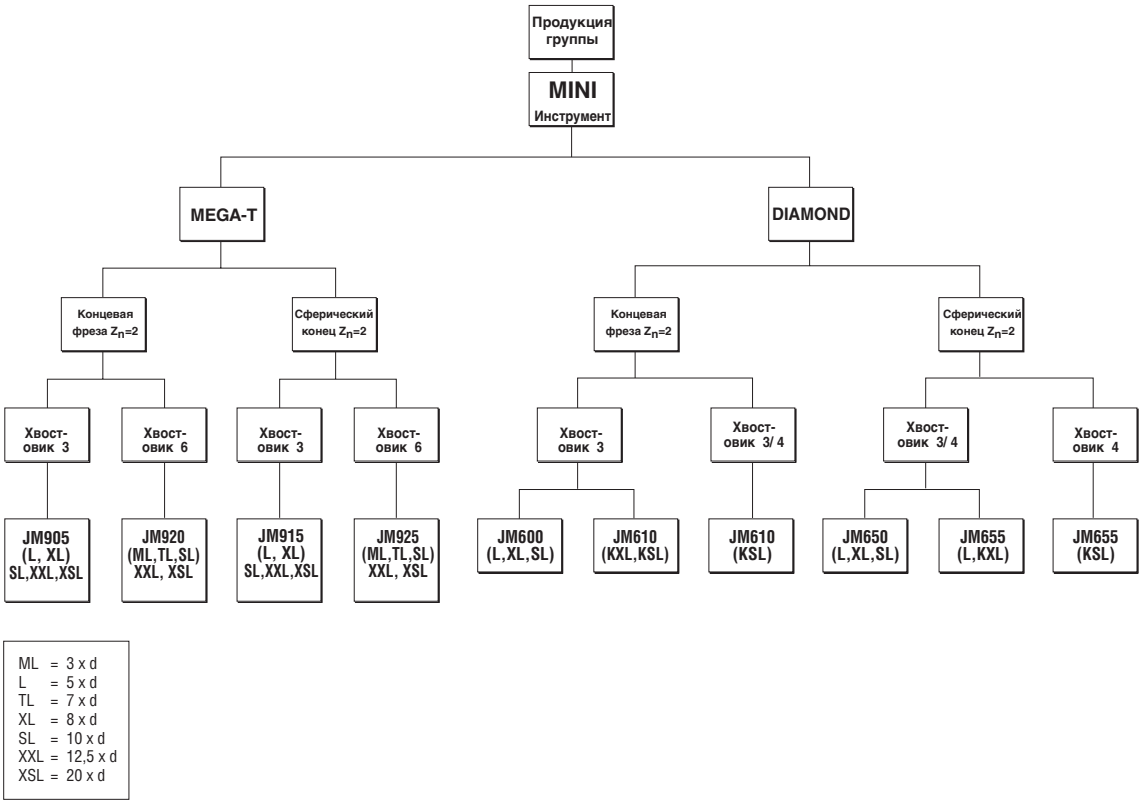 Продукция
группы
MINI
Инструмент
MEGA-T
DIAMOND
Концевая
фреза Zn=2
Сферический
конец Zn=2
Концевая
фреза Zn=2
Сферический
конец Zn=2
Хвост-
овик 3
Хвост-
овик 6
Хвост-
овик 3
Хвост-
овик 6
Хвост-
овик 3
Хвост-
овик 3/ 4
Хвост-
овик 3/ 4
Хвост-
овик 4
JM905
(L, XL)
SL,XXL,XSL
JM920
(ML,TL,SL)
XXL, XSL
JM915
(L, XL)
SL,XXL,XSL
JM925
(ML,TL,SL)
XXL, XSL
JM600
(L,XL,SL)
JM610
(KXL,KSL)
JM610
(KSL)
JM650
(L,XL,SL)
JM655
(L,KXL)
JM655
(KSL)
ML = 3 x d
L = 5 x d
TL = 7 x d
XL = 8 x d
SL = 10 x d
XXL = 12,5 x d
XSL = 20 x d